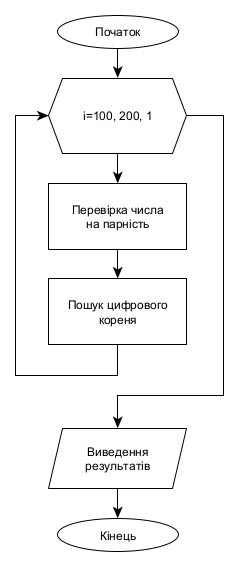 Початок
i=100, 200, 1
Перевірка числа
на парність
Пошук цифрового
кореня
Виведення
результатів
Кінець